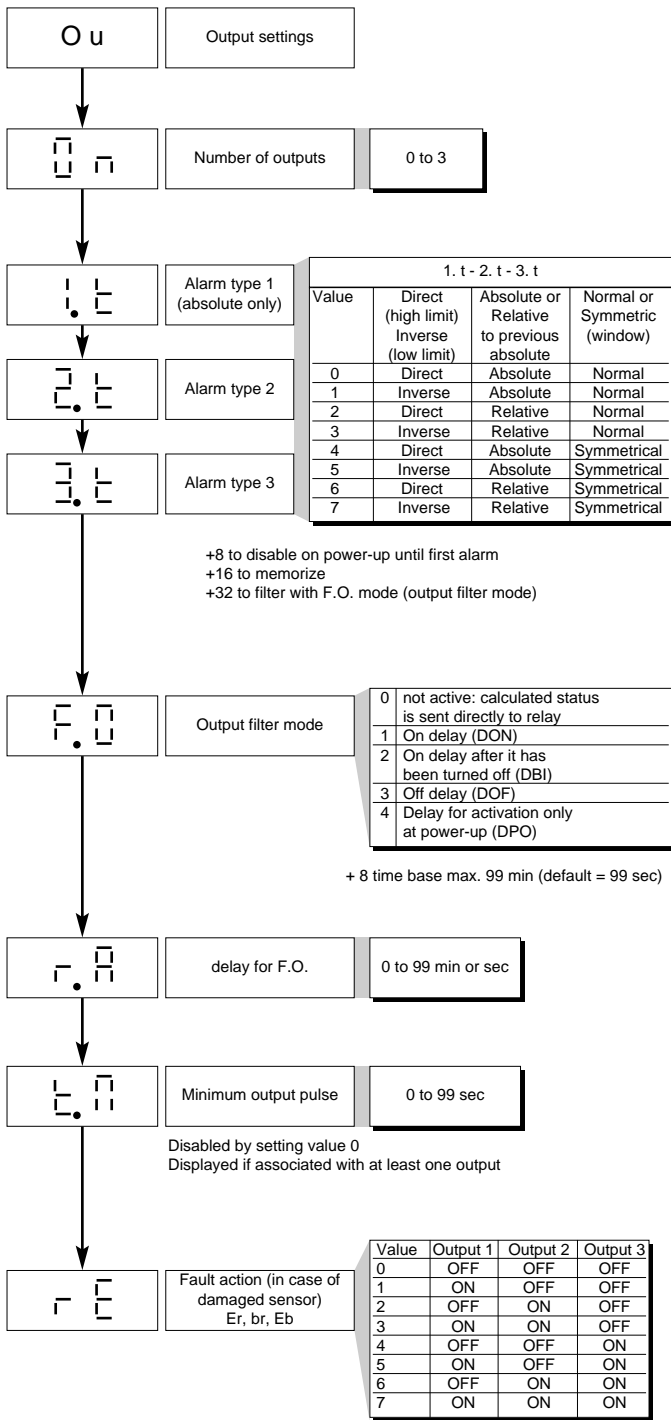 O u
Output settings
0 n
Number of outputs
0 to 3
1. t
Alarm type 1
(absolute only)
2. t
Alarm type 2
3. t
Alarm type 3
1. t - 2. t - 3. t
Value Direct Absolute or Normal or
(high limit) Relative Symmetric
Inverse to previous (window)
(low limit) absolute
0 Direct Absolute Normal
1 Inverse Absolute Normal
2 Direct Relative Normal
3 Inverse Relative Normal
4 Direct Absolute Symmetrical
5 Inverse Absolute Symmetrical
6 Direct Relative Symmetrical
7 Inverse Relative Symmetrical
+8 to disable on power-up until first alarm
+16 to memorize
+32 to filter with F.O. mode (output filter mode)
F. 0
Output filter mode
0 not active: calculated status
is sent directly to relay
1 On delay (DON)
2 On delay after it has
been turned off (DBI)
3 Off delay (DOF)
4 Delay for activation only
at power-up (DPO)
+ 8 time base max. 99 min (default = 99 sec)
r. A
delay for F.O.
0 to 99 min or sec
t. M
Minimum output pulse
0 to 99 sec
Disabled by setting value 0
Displayed if associated with at least one output
r E
Fault action (in case of
damaged sensor)
Er, br, Eb
Value Output 1 Output 2 Output 3
0 OFF OFF OFF
1 ON OFF OFF
2 OFF ON OFF
3 ON ON OFF
4 OFF OFF ON
5 ON OFF ON
6 OFF ON ON
7 ON ON ON